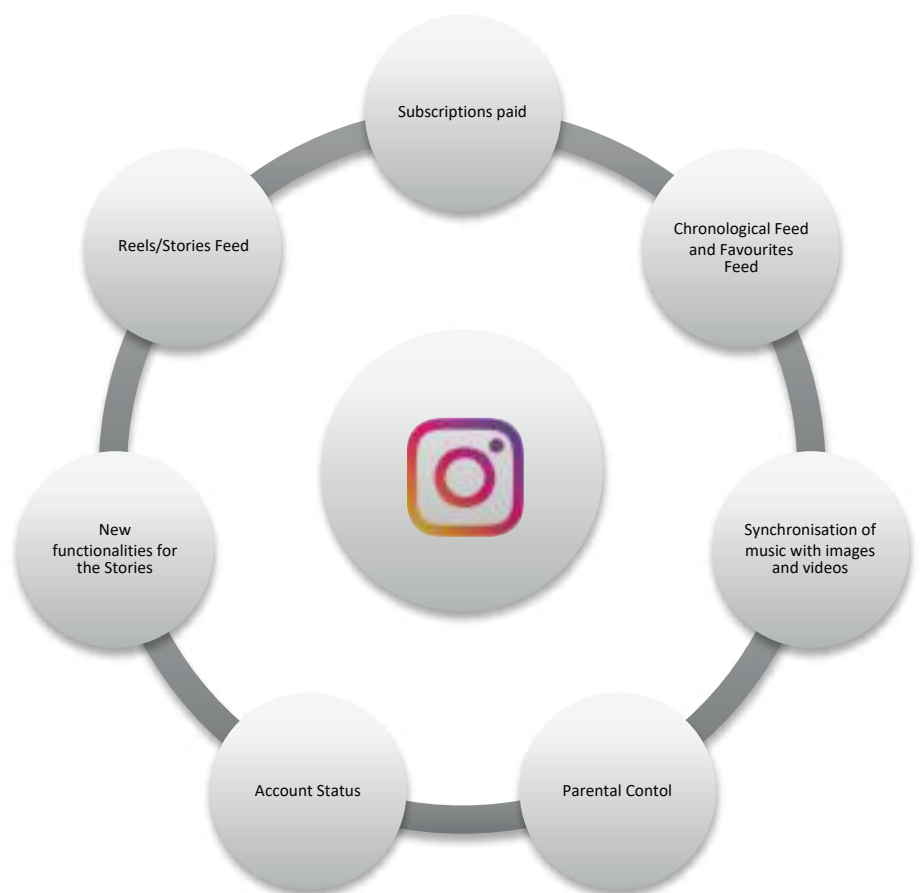 Subscriptions paid
Chronological Feed
and Favourites
Feed
Synchronisation of
music with images
and videos
Parental Contol
Account Status
New
functionalities for
the Stories
Reels/Stories Feed